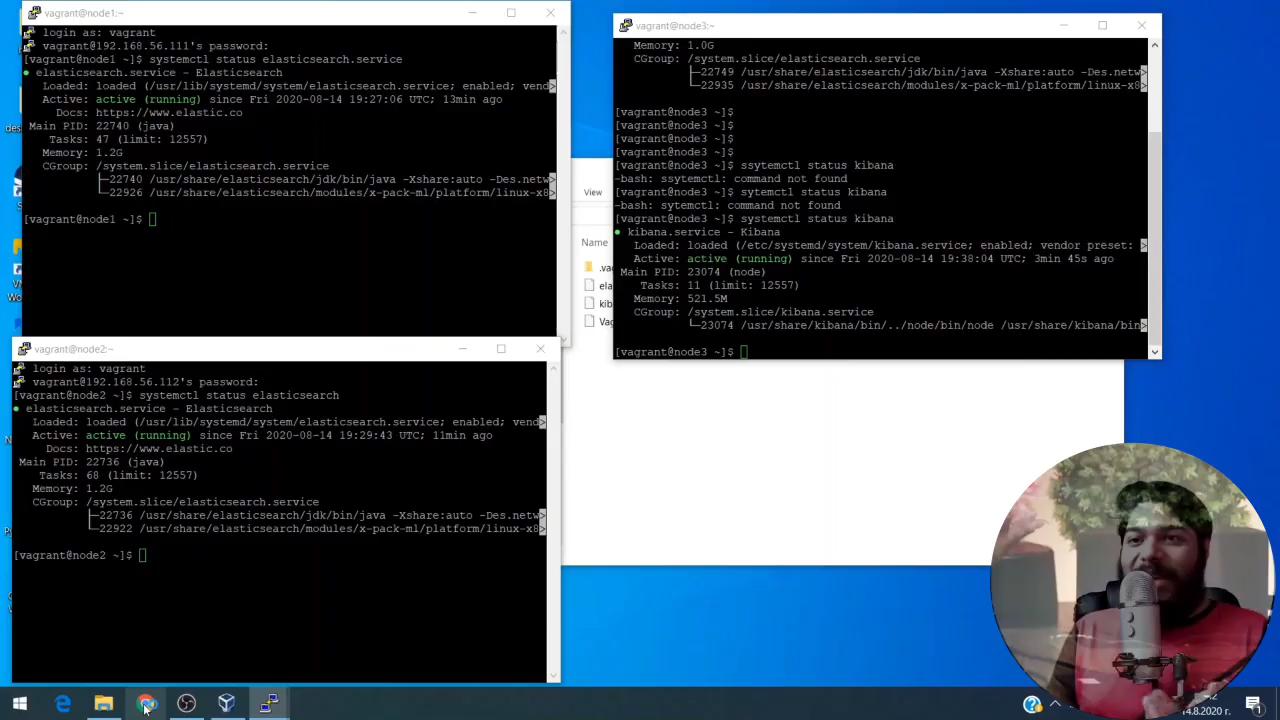 vagrant@node1:~
login as: vagrant
vagrant@192.168.56.111's password:
[vagrant@node1 ~]$ systemctl status elasticsearch.service
● elasticsearch.service - Elasticsearch
Loaded: loaded (/usr/lib/systemd/system/elasticsearch.service; enabled; vend>
Active: active (running) since Fri 2020-08-14 19:27:06 UTC; 13min ago
Docs: https://www.elastic.co
Main PID: 22740 (java)
Tasks: 47 (limit: 12557)
Memory: 1.2G
CGroup: /system.slice/elasticsearch.service
├─22740 /usr/share/elasticsearch/jdk/bin/java -Xshare:auto -Des.netw>
└─22926 /usr/share/elasticsearch/modules/x-pack-ml/platform/linux-x8>
[vagrant@node1 ~]$
vagrant@node2:~
login as: vagrant
vagrant@192.168.56.112's password:
[vagrant@node2 ~]$ systemctl status elasticsearch
● elasticsearch.service - Elasticsearch
Loaded: loaded (/usr/lib/systemd/system/elasticsearch.service; enabled; vend>
Active: active (running) since Fri 2020-08-14 19:29:43 UTC; 11min ago
Docs: https://www.elastic.co
Main PID: 22736 (java)
Tasks: 68 (limit: 12557)
Memory: 1.2G
CGroup: /system.slice/elasticsearch.service
├─22736 /usr/share/elasticsearch/jdk/bin/java -Xshare:auto -Des.netw>
└─22922 /usr/share/elasticsearch/modules/x-pack-ml/platform/linux-x8>
[vagrant@node2 ~]$
vagrant@node3:~
Memory: 1.0G
CGroup: /system.slice/elasticsearch.service
├─22749 /usr/share/elasticsearch/jdk/bin/java -Xshare:auto -Des.netw>
└─22935 /usr/share/elasticsearch/modules/x-pack-ml/platform/linux-x8>
[vagrant@node3 ~]$
[vagrant@node3 ~]$
[vagrant@node3 ~]$
[vagrant@node3 ~]$
[vagrant@node3 ~]$ ssytemctl status kibana
-bash: ssytemctl: command not found
[vagrant@node3 ~]$ sytemctl status kibana
-bash: sytemctl: command not found
[vagrant@node3 ~]$ systemctl status kibana
● kibana.service - Kibana
Loaded: loaded (/etc/systemd/system/kibana.service; enabled; vendor preset: >
Active: active (running) since Fri 2020-08-14 19:38:04 UTC; 3min 45s ago
Main PID: 23074 (node)
Tasks: 11 (limit: 12557)
Memory: 521.5M
CGroup: /system.slice/kibana.service
└─23074 /usr/share/kibana/bin/../node/bin/node /usr/share/kibana/bin>
[vagrant@node3 ~]$
View
Name
.va
ela
kib
Vag
14.8.2020 г.
1